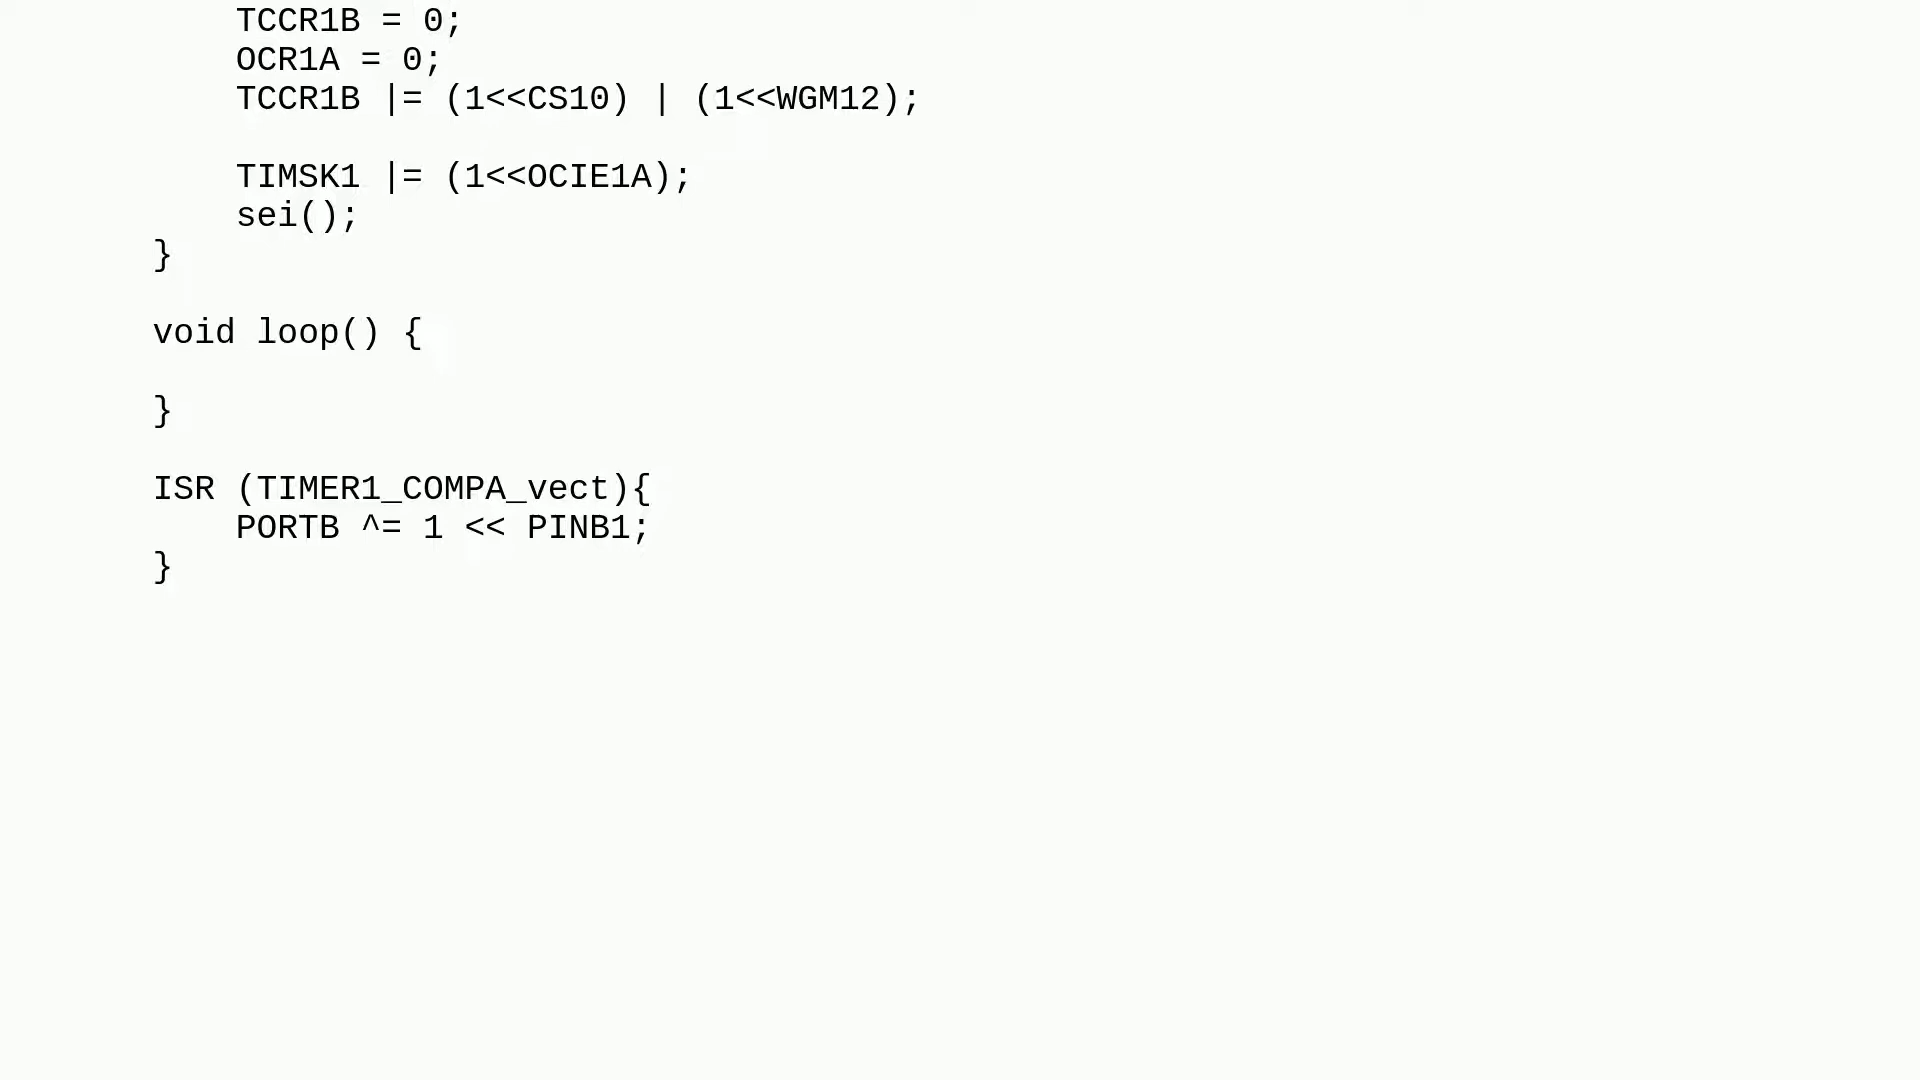 TCCR1B = 0;
OCR1A = 0;
TCCR1B |= (1<<CS10) | (1<<WGM12);
TIMSK1 |= (1<<OCIE1A);
sei();
}
void loop() {
}
ISR (TIMER1_COMPA_vect){
PORTB ^= 1 << PINB1;
}